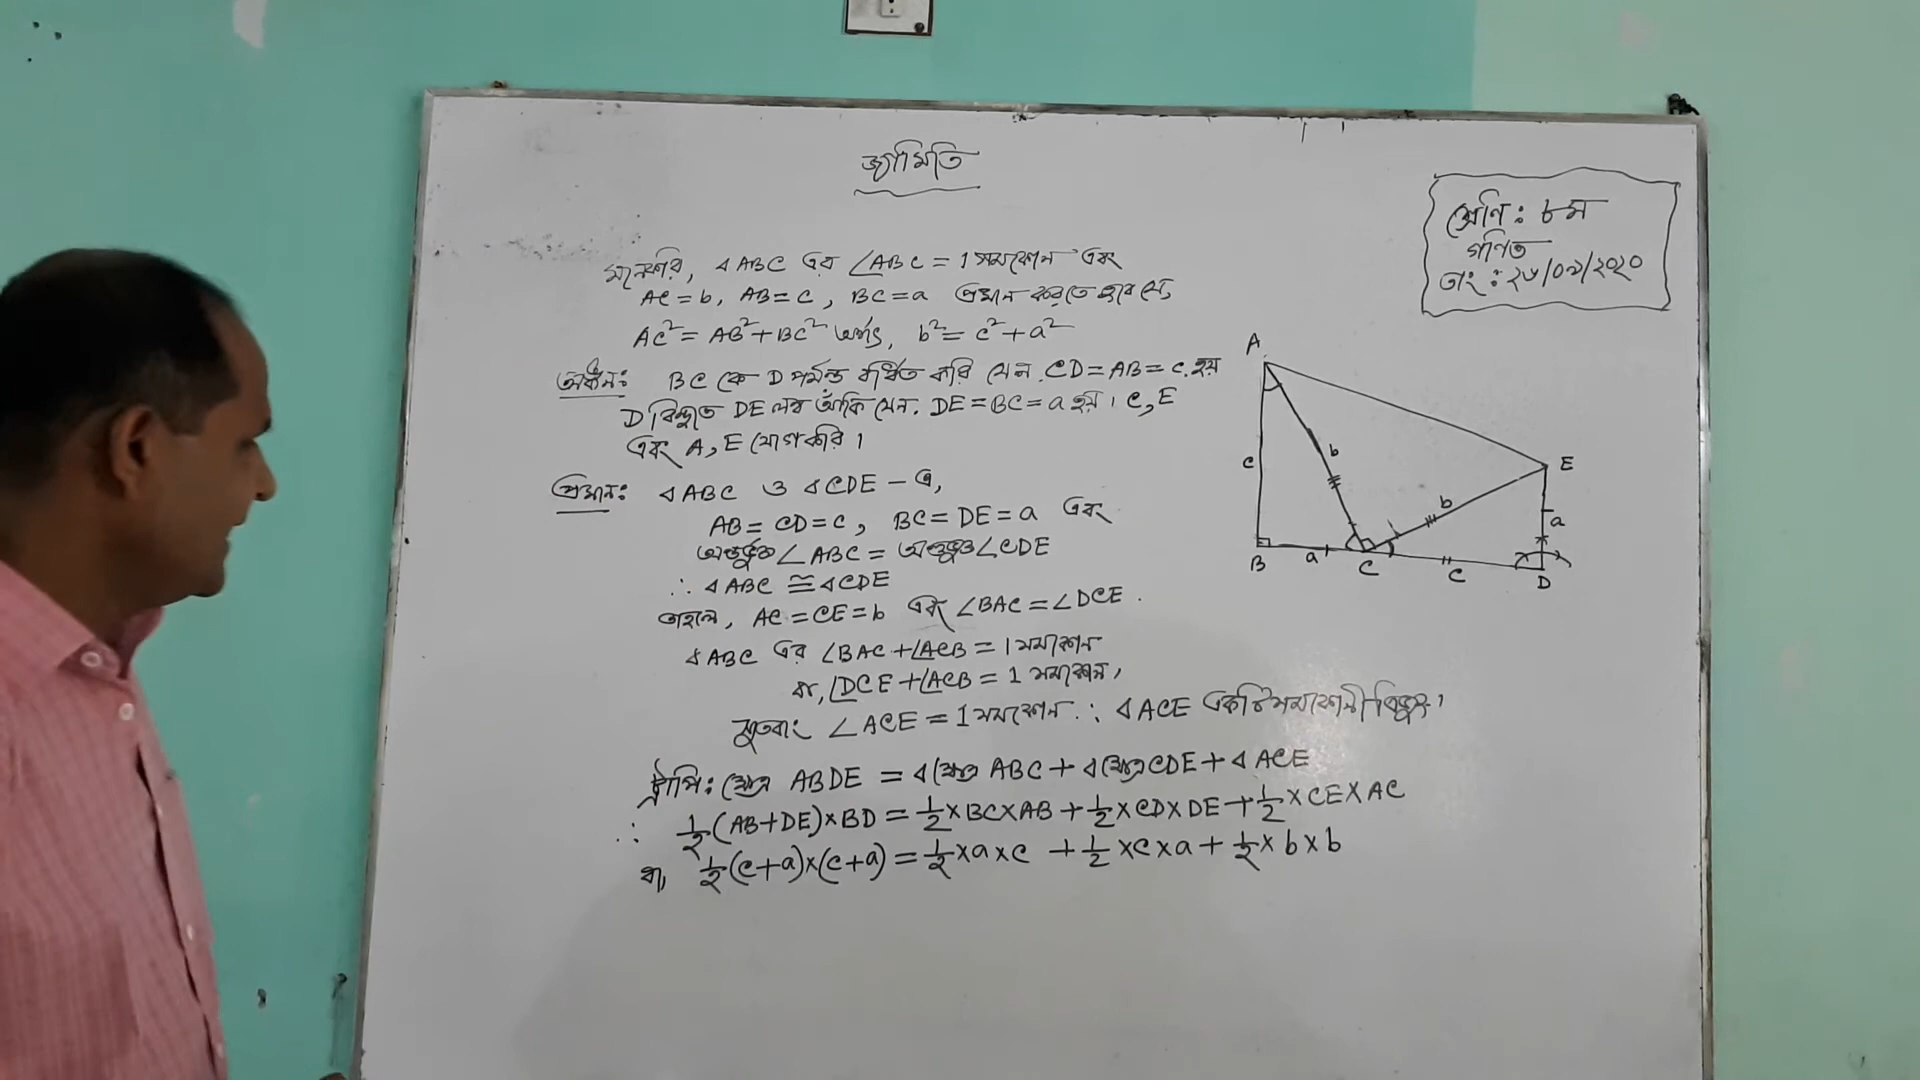 জ্যামিতি
শ্রেণি: ৮ম
গণিত
তাং: ২৬/০৯/২০২০
মনেকরি, ⊿ABC এর ∠ABC = 1 সমকোন এবং
AC = b, AB = c, BC = a প্রমান করতে হবে যে,
AC² = AB² + BC² অর্থাৎ, b² = c² + a²
অঙ্কন: BC কে D পর্যন্ত বর্ধিত করি যেন CD = AB = c হয়
D বিন্দুতে DE লম্ব আঁকি যেন DE = BC = a হয়। C, E
এবং A, E যোগ করি।
প্রমান: ⊿ABC ও ⊿CDE – এ,
AB = CD = c, BC = DE = a এবং
অন্তর্ভুক্ত ∠ABC = অন্তর্ভুক্ত ∠CDE
∴ ⊿ABC ≅ ⊿CDE
তাহলে, AC = CE = b এবং ∠BAC = ∠DCE.
⊿ABC এর ∠BAC + ∠ACB = 1 সমকোন
বা, ∠DCE + ∠ACB = 1 সমকোন,
সুতরাং ∠ACE = 1 সমকোন ∴ ⊿ACE একটি সমকোনী ত্রিভুজ।
ট্রাপি: ক্ষেত্র ABDE = ⊿ক্ষেত্র ABC + ⊿ক্ষেত্র CDE + ⊿ ACE
∴ ½(AB+DE)×BD = ½×BC×AB + ½×CD×DE + ½×CE×AC
বা, ½(c+a)×(c+a) = ½×a×c + ½×c×a + ½×b×b
A
E
c
b
b
a
B
a
C
c
D